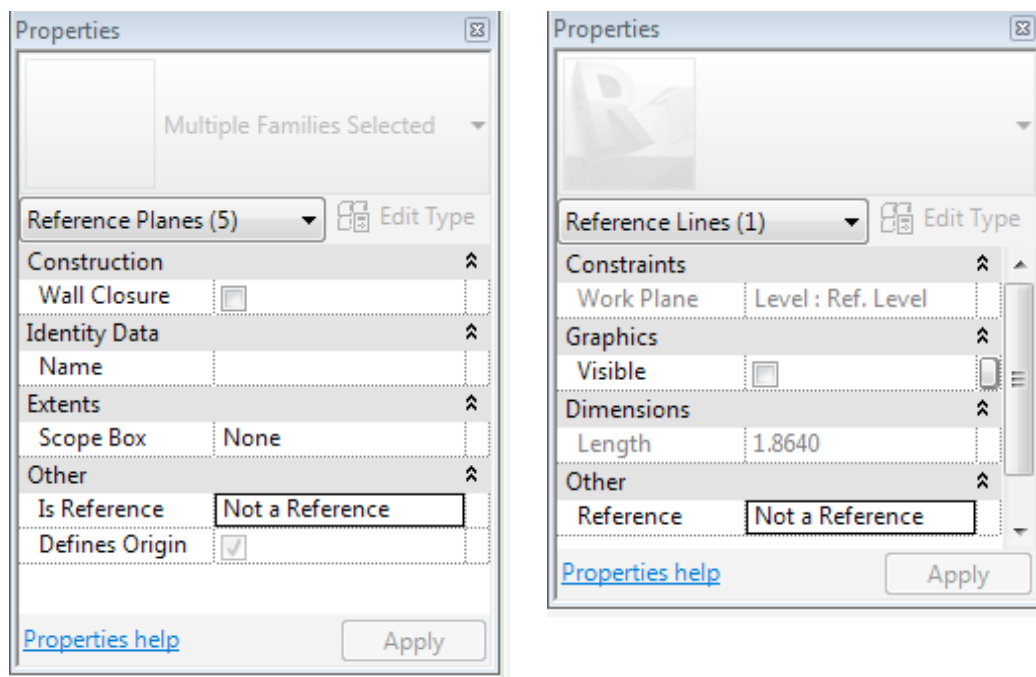 Properties
Multiple Families Selected
Reference Planes (5)
Edit Type
Construction
Wall Closure
Identity Data
Name
Extents
Scope Box None
Other
Is Reference Not a Reference
Defines Origin
Properties help
Apply
Properties
Reference Lines (1)
Edit Type
Constraints
Work Plane Level : Ref. Level
Graphics
Visible
Dimensions
Length 1.8640
Other
Reference Not a Reference
Properties help
Apply